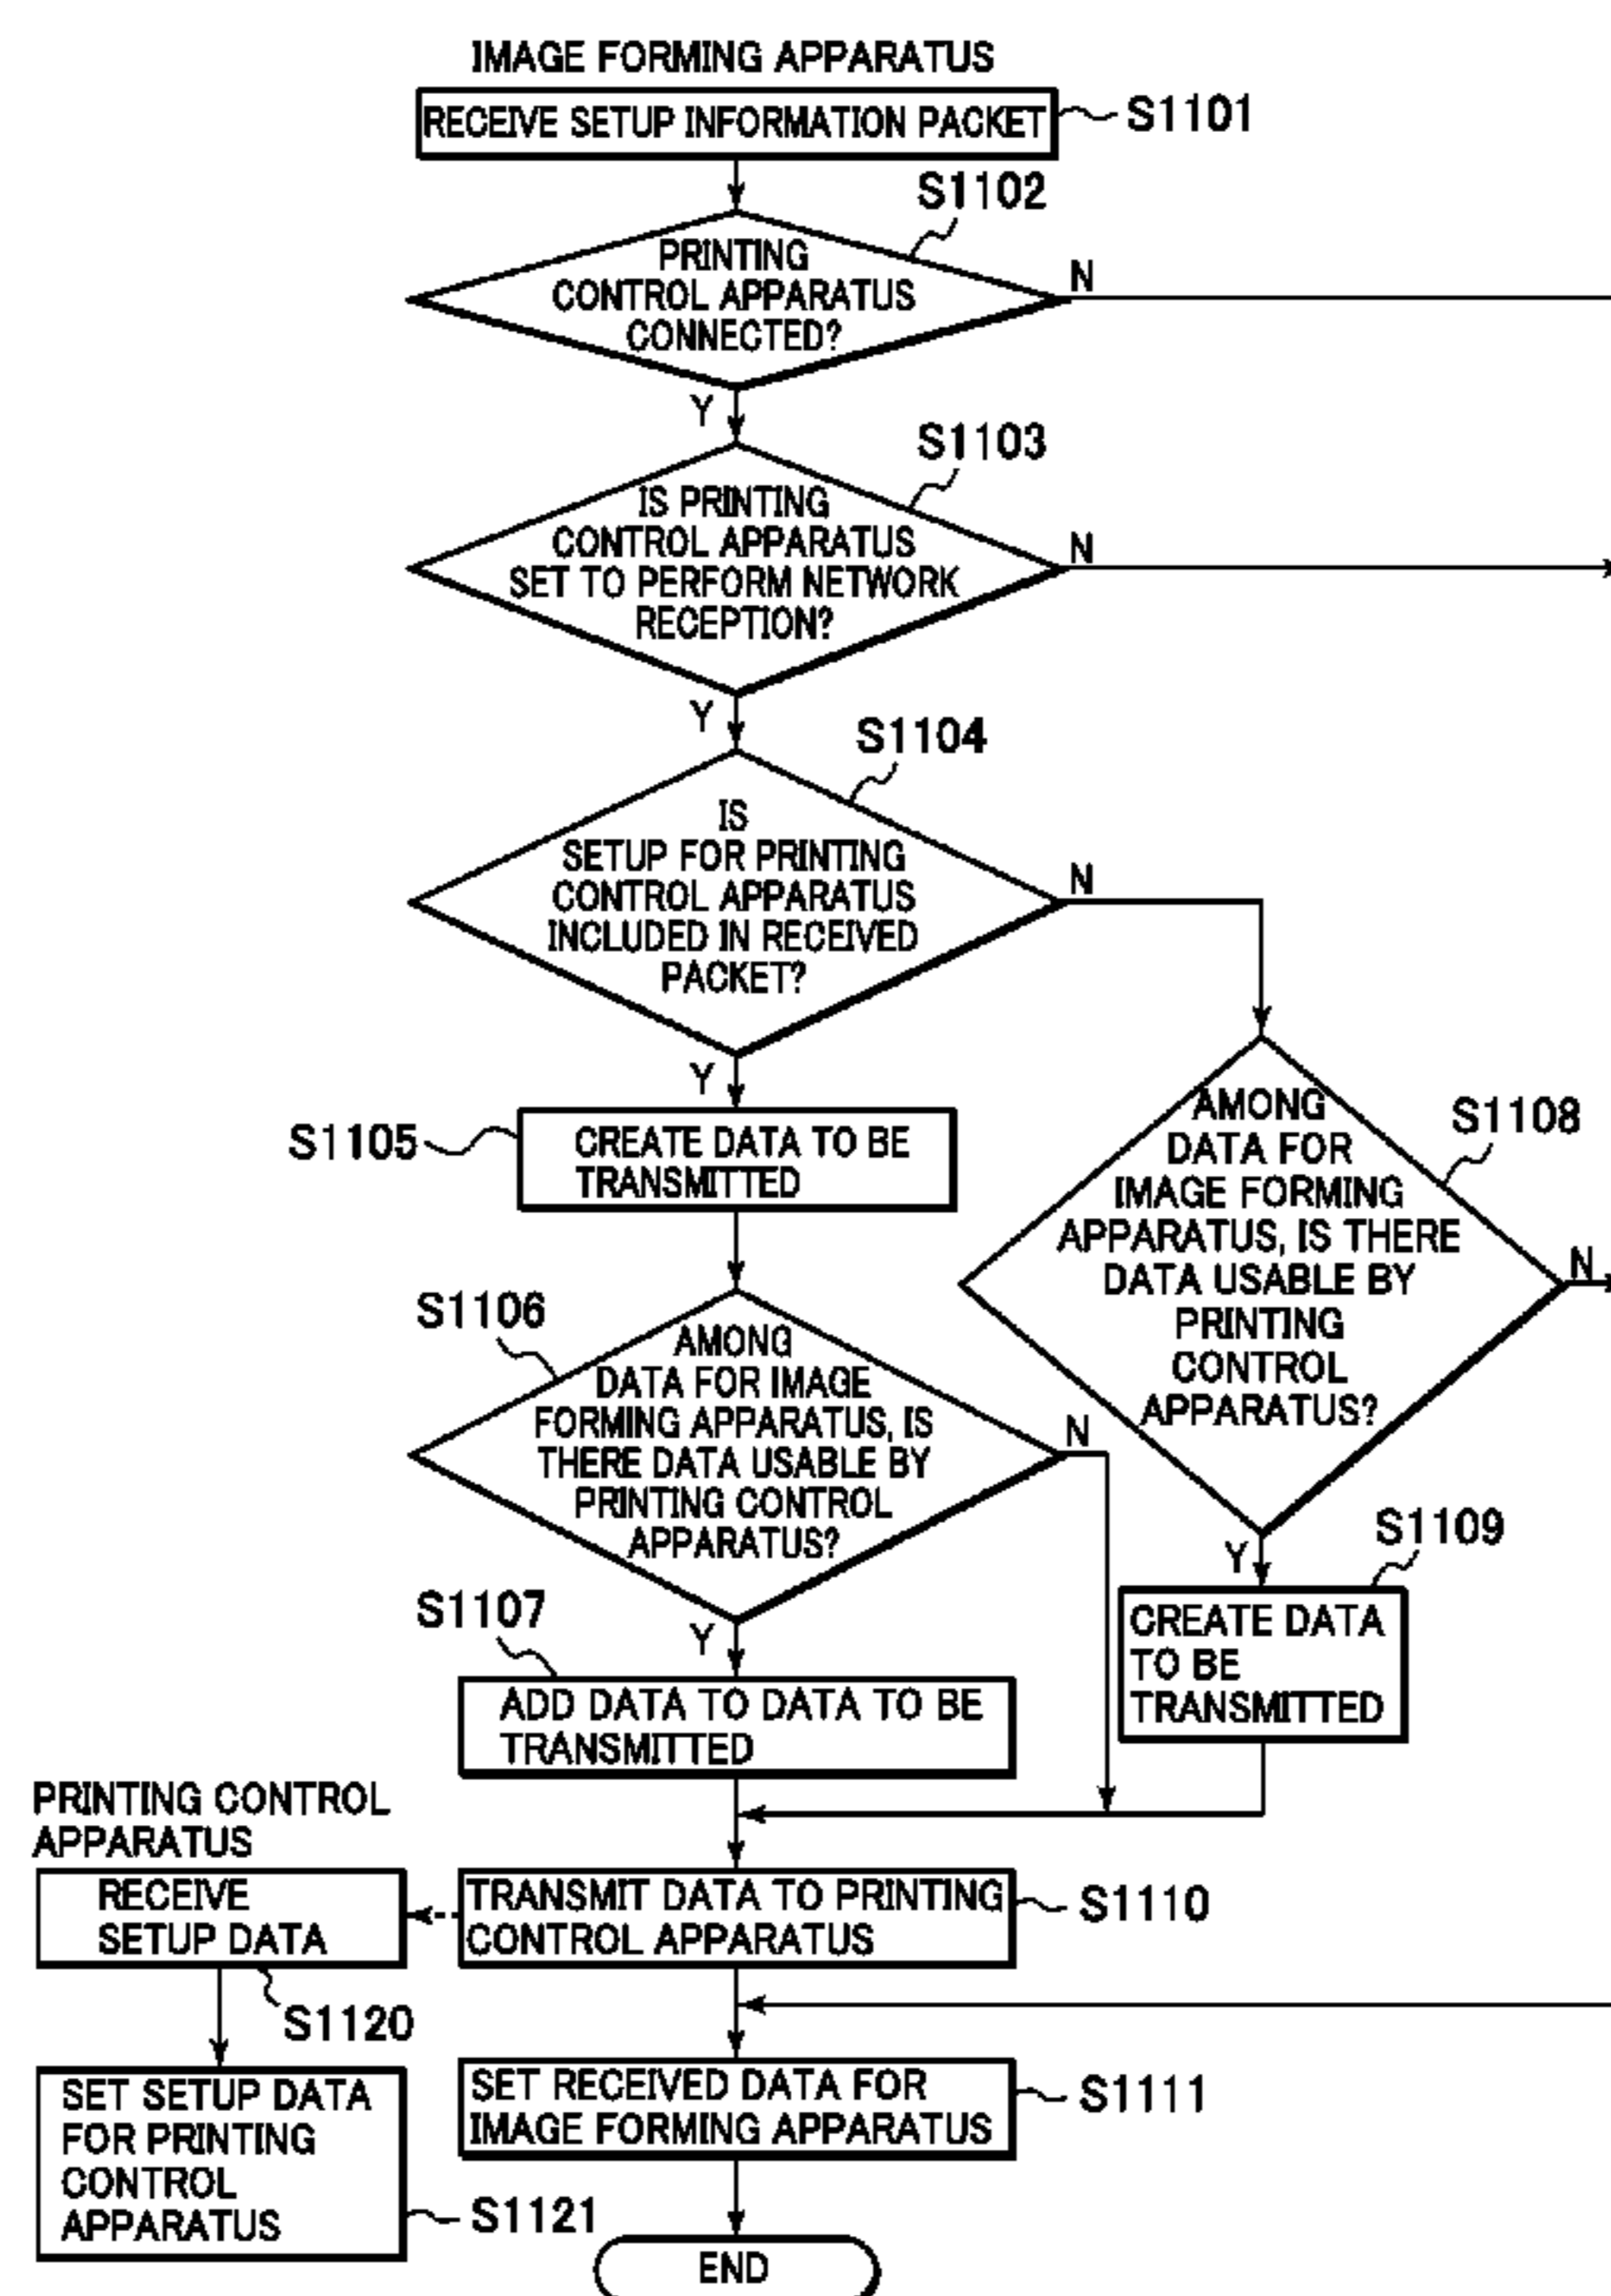 IMAGE FORMING APPARATUS
RECEIVE SETUP INFORMATION PACKET
S1101
S1102
PRINTING
CONTROL APPARATUS
CONNECTED?
N
Y
S1103
IS PRINTING
CONTROL APPARATUS
SET TO PERFORM NETWORK
RECEPTION?
N
Y
S1104
IS
SETUP FOR PRINTING
CONTROL APPARATUS
INCLUDED IN RECEIVED
PACKET?
N
Y
S1105
CREATE DATA TO BE
TRANSMITTED
S1108
AMONG
DATA FOR
IMAGE FORMING
APPARATUS, IS THERE
DATA USABLE BY
PRINTING
CONTROL
APPARATUS?
N
Y
S1106
AMONG
DATA FOR IMAGE
FORMING APPARATUS, IS
THERE DATA USABLE BY
PRINTING CONTROL
APPARATUS?
N
Y
S1109
CREATE DATA
TO BE
TRANSMITTED
S1107
ADD DATA TO DATA TO BE
TRANSMITTED
PRINTING CONTROL
APPARATUS
RECEIVE
SETUP DATA
S1120
TRANSMIT DATA TO PRINTING
CONTROL APPARATUS
S1110
SET SETUP DATA
FOR PRINTING
CONTROL
APPARATUS
S1121
SET RECEIVED DATA FOR
IMAGE FORMING APPARATUS
S1111
END